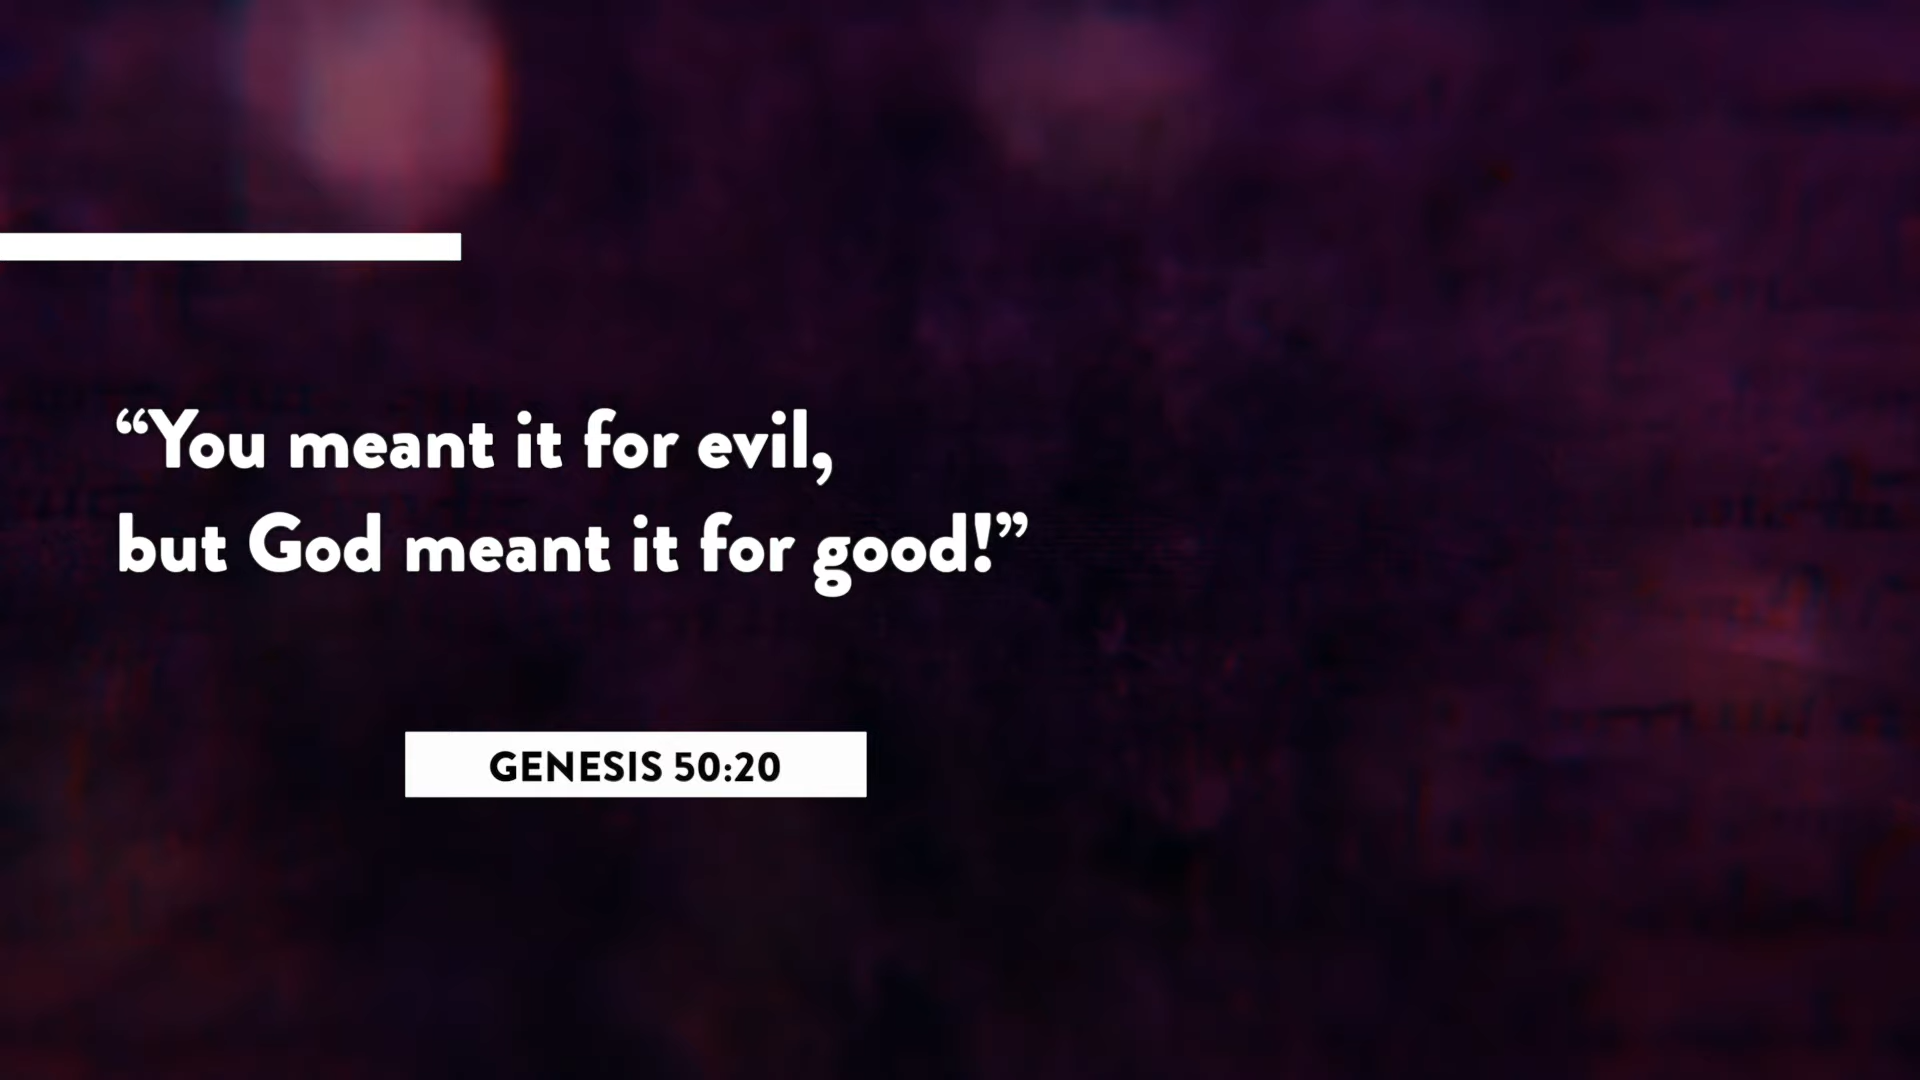 “You meant it for evil,
but God meant it for good!”
GENESIS 50:20